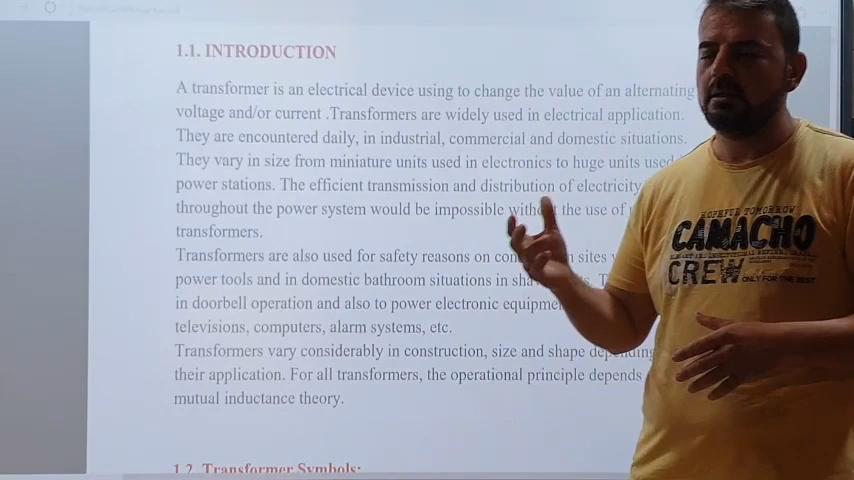 1.1. INTRODUCTION
A transformer is an electrical device using to change the value of an alternating
voltage and/or current .Transformers are widely used in electrical application.
They are encountered daily, in industrial, commercial and domestic situations.
They vary in size from miniature units used in electronics to huge units used
power stations. The efficient transmission and distribution of electricity
throughout the power system would be impossible without the use of
transformers.
Transformers are also used for safety reasons on sites
power tools and in domestic bathroom situations in
in doorbell operation and also to power electronic
televisions, computers, alarm systems, etc.
Transformers vary considerably in construction, size and shape depending
their application. For all transformers, the operational principle depends
mutual inductance theory.
1.2 Transformer Symbols:
HOPEFUL TOMORROW
CAMACHO
CREW
ONLY FOR THE BEST